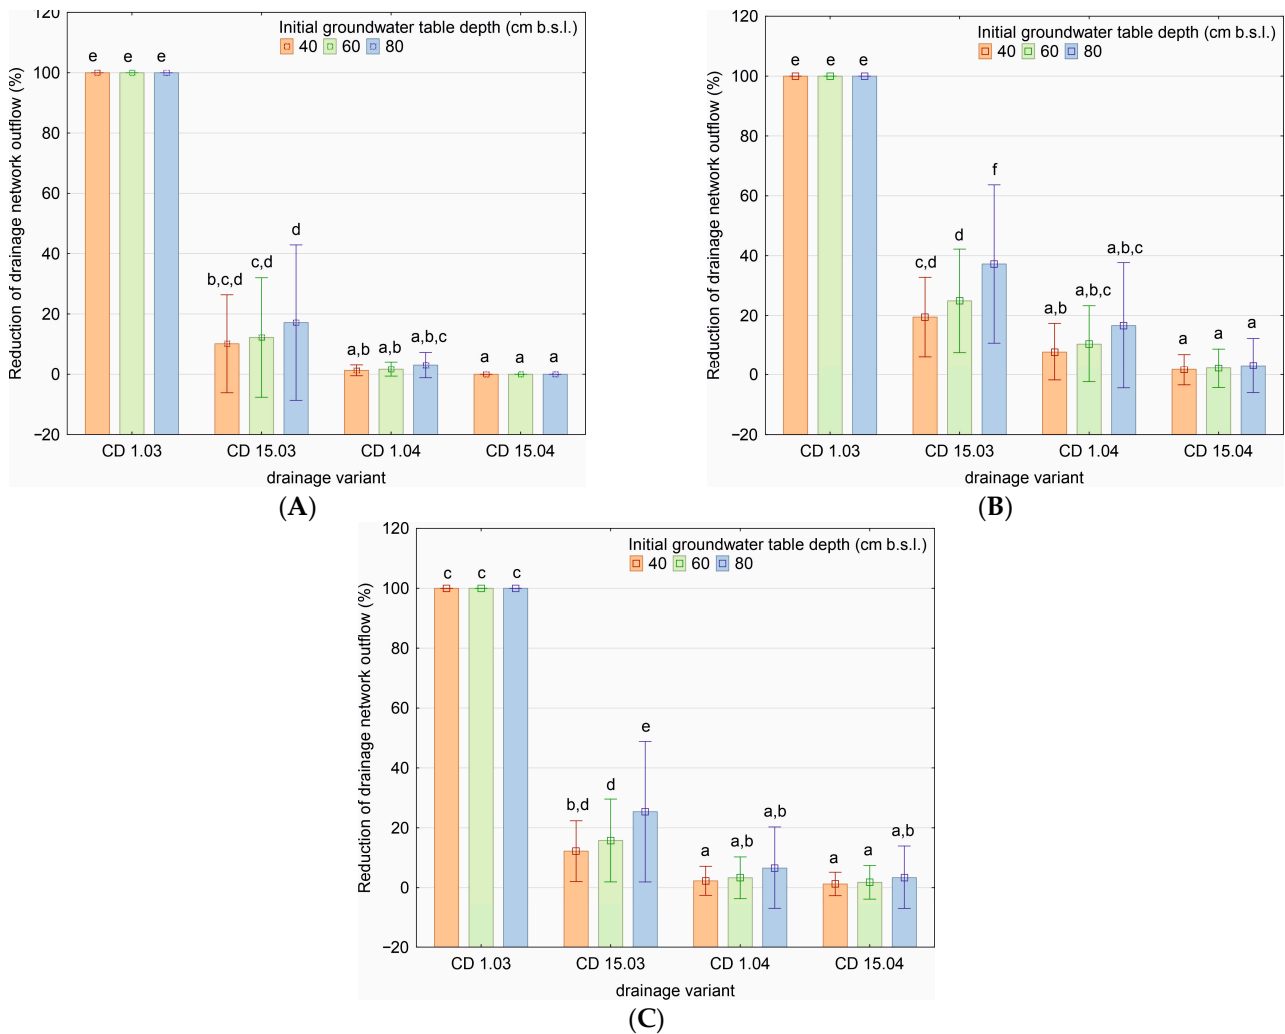 120
Initial groundwater table depth (cm b.s.l.)
40 60 80
e e e
100
80
60
d
40
c,d
b,c,d
20
a,b a,b a,b,c
a a a
0
−20
Reduction of drainage network outflow (%)
CD 1.03 CD 15.03 CD 1.04 CD 15.04
drainage variant
(A)
120
Initial groundwater table depth (cm b.s.l.)
40 60 80
e e e
100
80
f
60
d
a,b,c
c,d
40
a,b,c
a,b
20
a a a
0
−20
Reduction of drainage network outflow (%)
CD 1.03 CD 15.03 CD 1.04 CD 15.04
drainage variant
(B)
120
Initial groundwater table depth (cm b.s.l.)
40 60 80
c c c
100
80
60
e
40
d
b,d
a,b
20
a,b
a,b
a
a a
0
−20
Reduction of drainage network outflow (%)
CD 1.03 CD 15.03 CD 1.04 CD 15.04
drainage variant
(C)